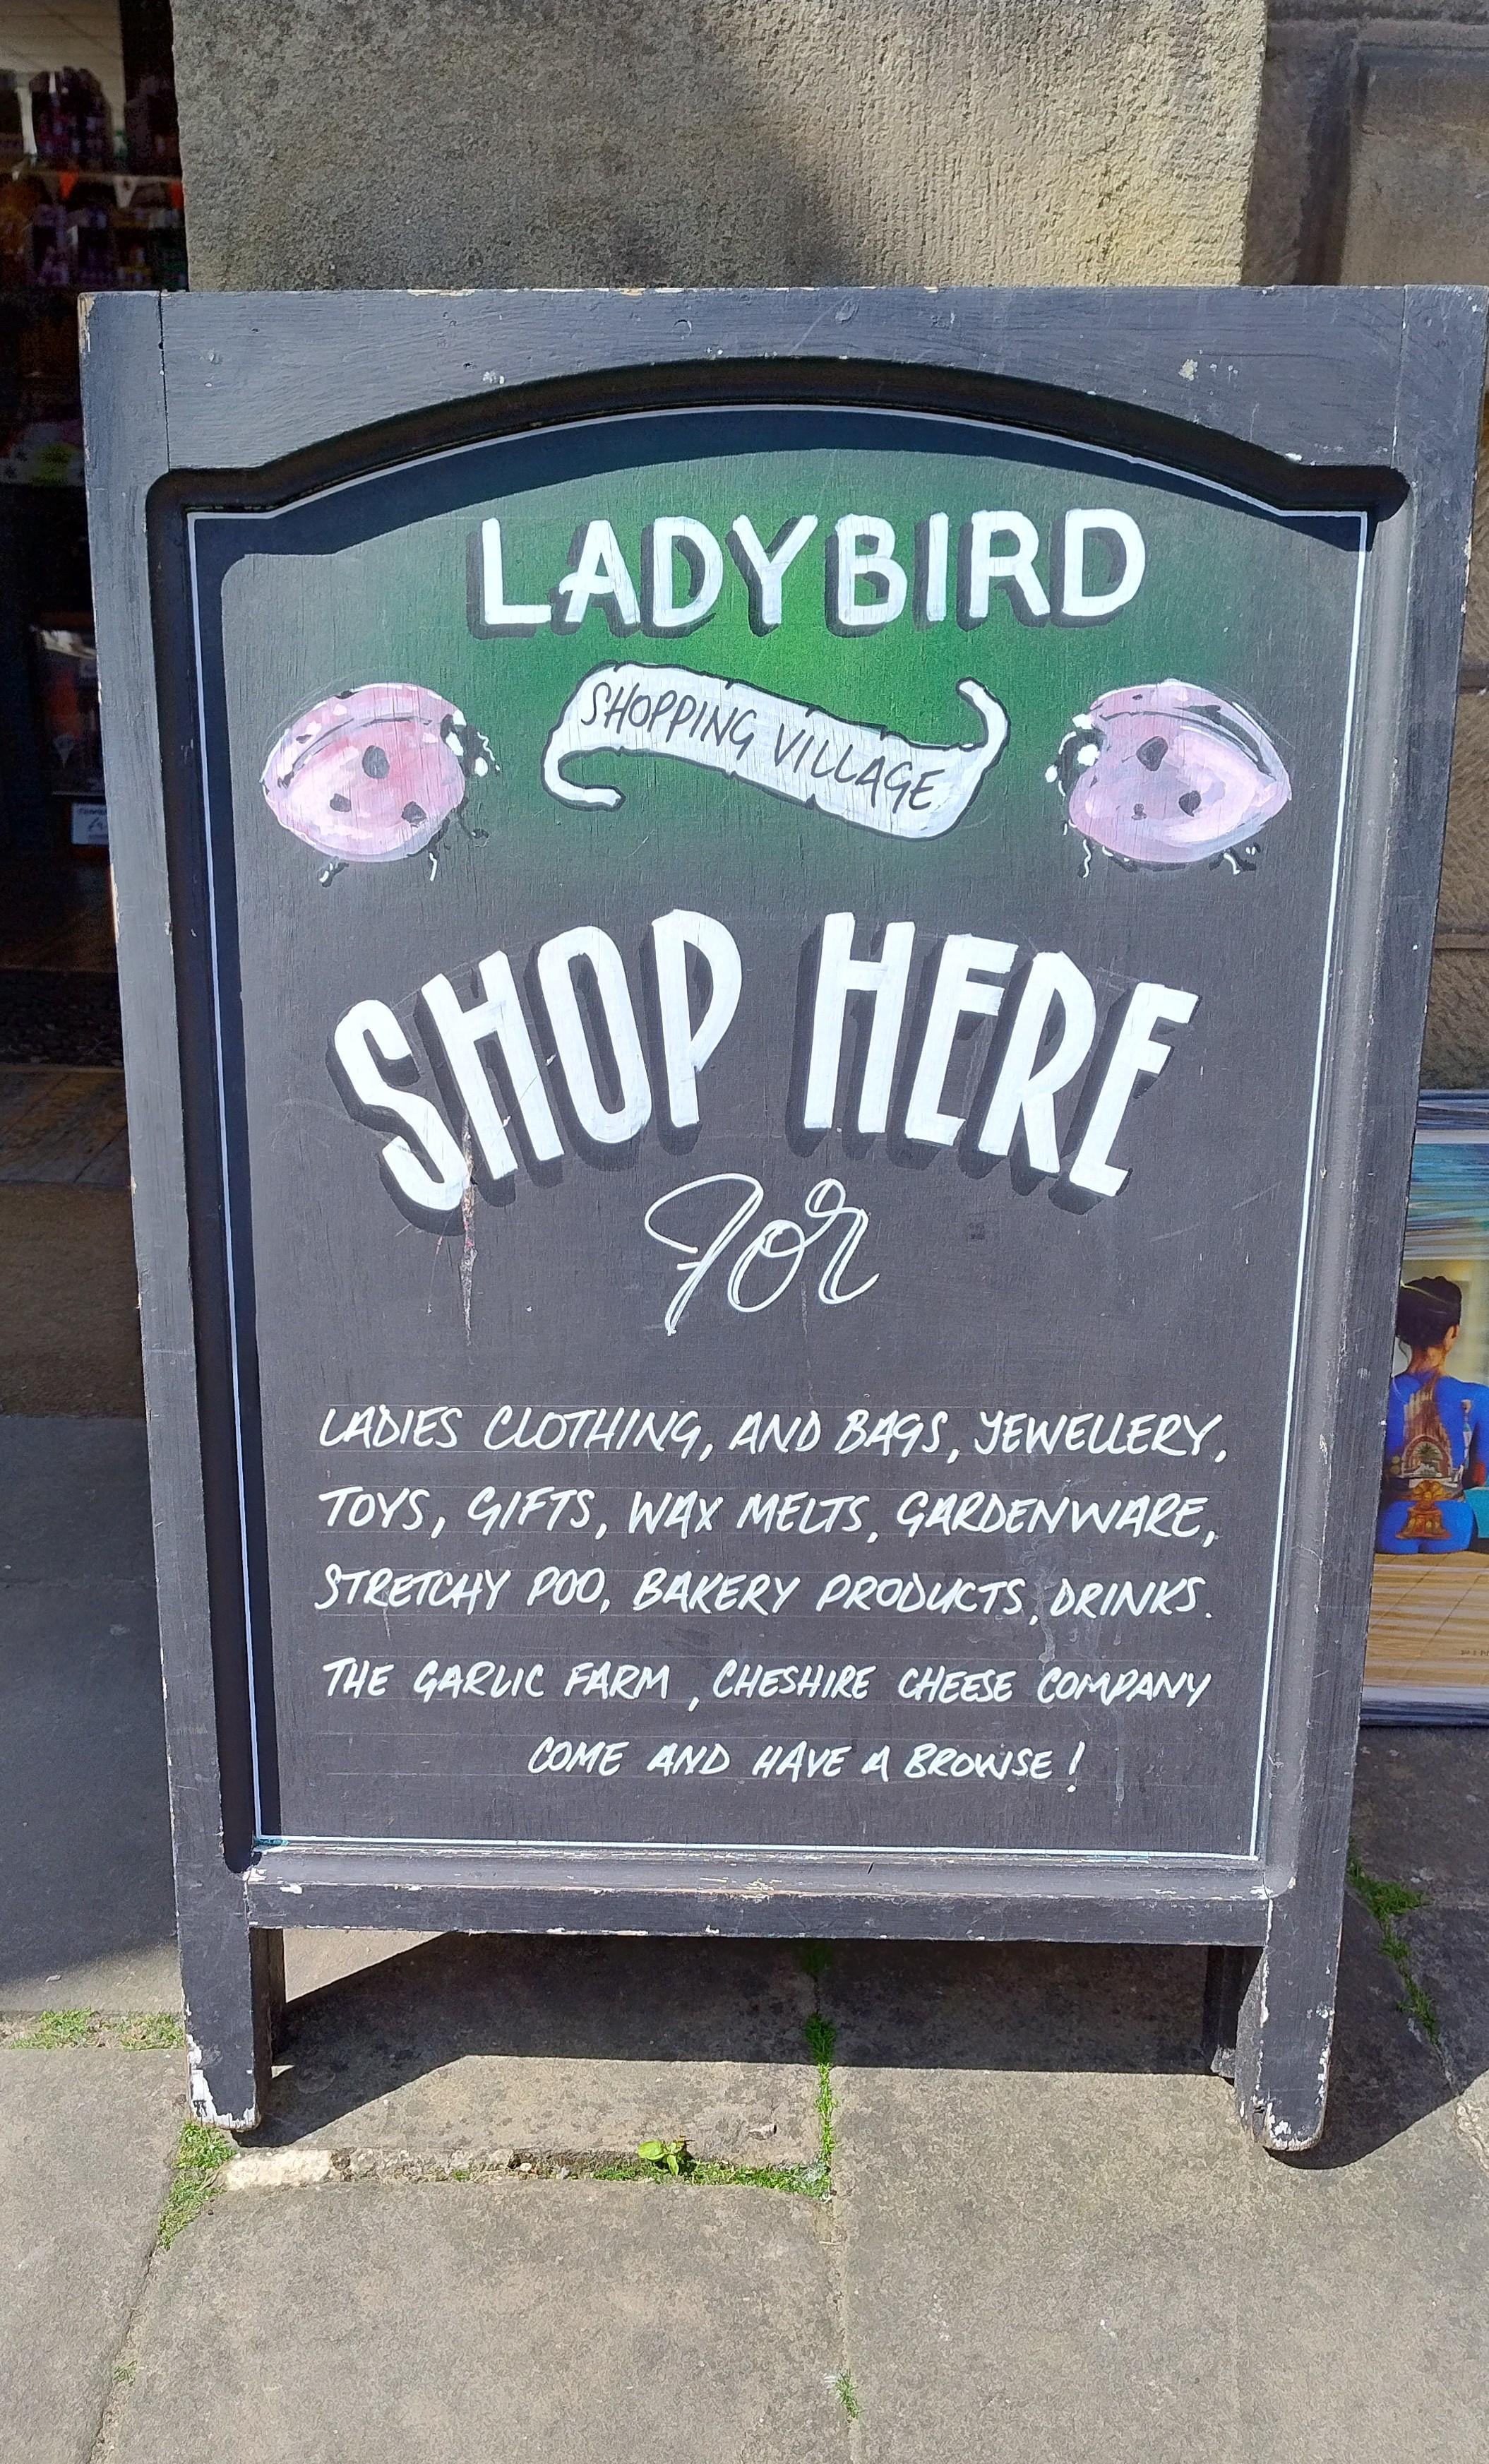 LADYBIRD
SHOPPING VILLAGE
SHOP HERE
for
LADIES CLOTHING, AND BAGS, JEWELLERY,
TOYS, GIFTS, WAX MELTS, GARDENWARE,
STRETCHY POO, BAKERY PRODUCTS, DRINKS.
THE GARLIC FARM, CHESHIRE CHEESE COMPANY
COME AND HAVE A BROWSE!